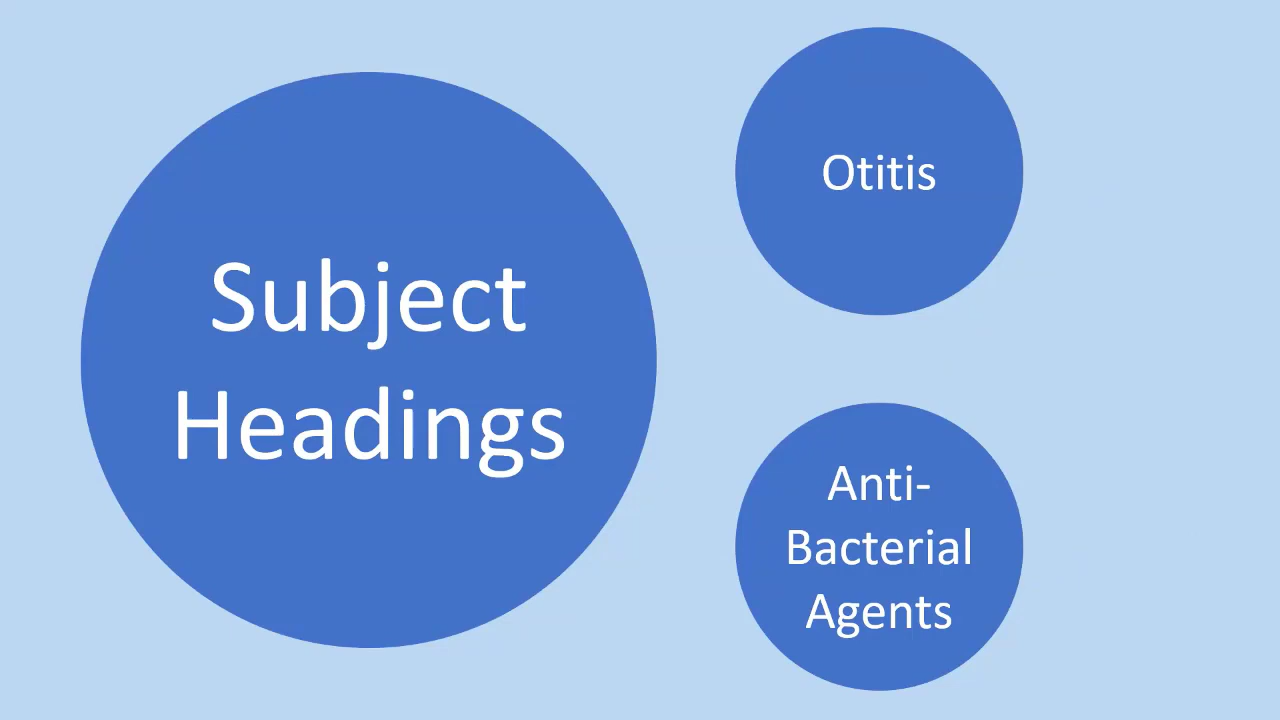 Subject
Headings
Otitis
Anti-
Bacterial
Agents